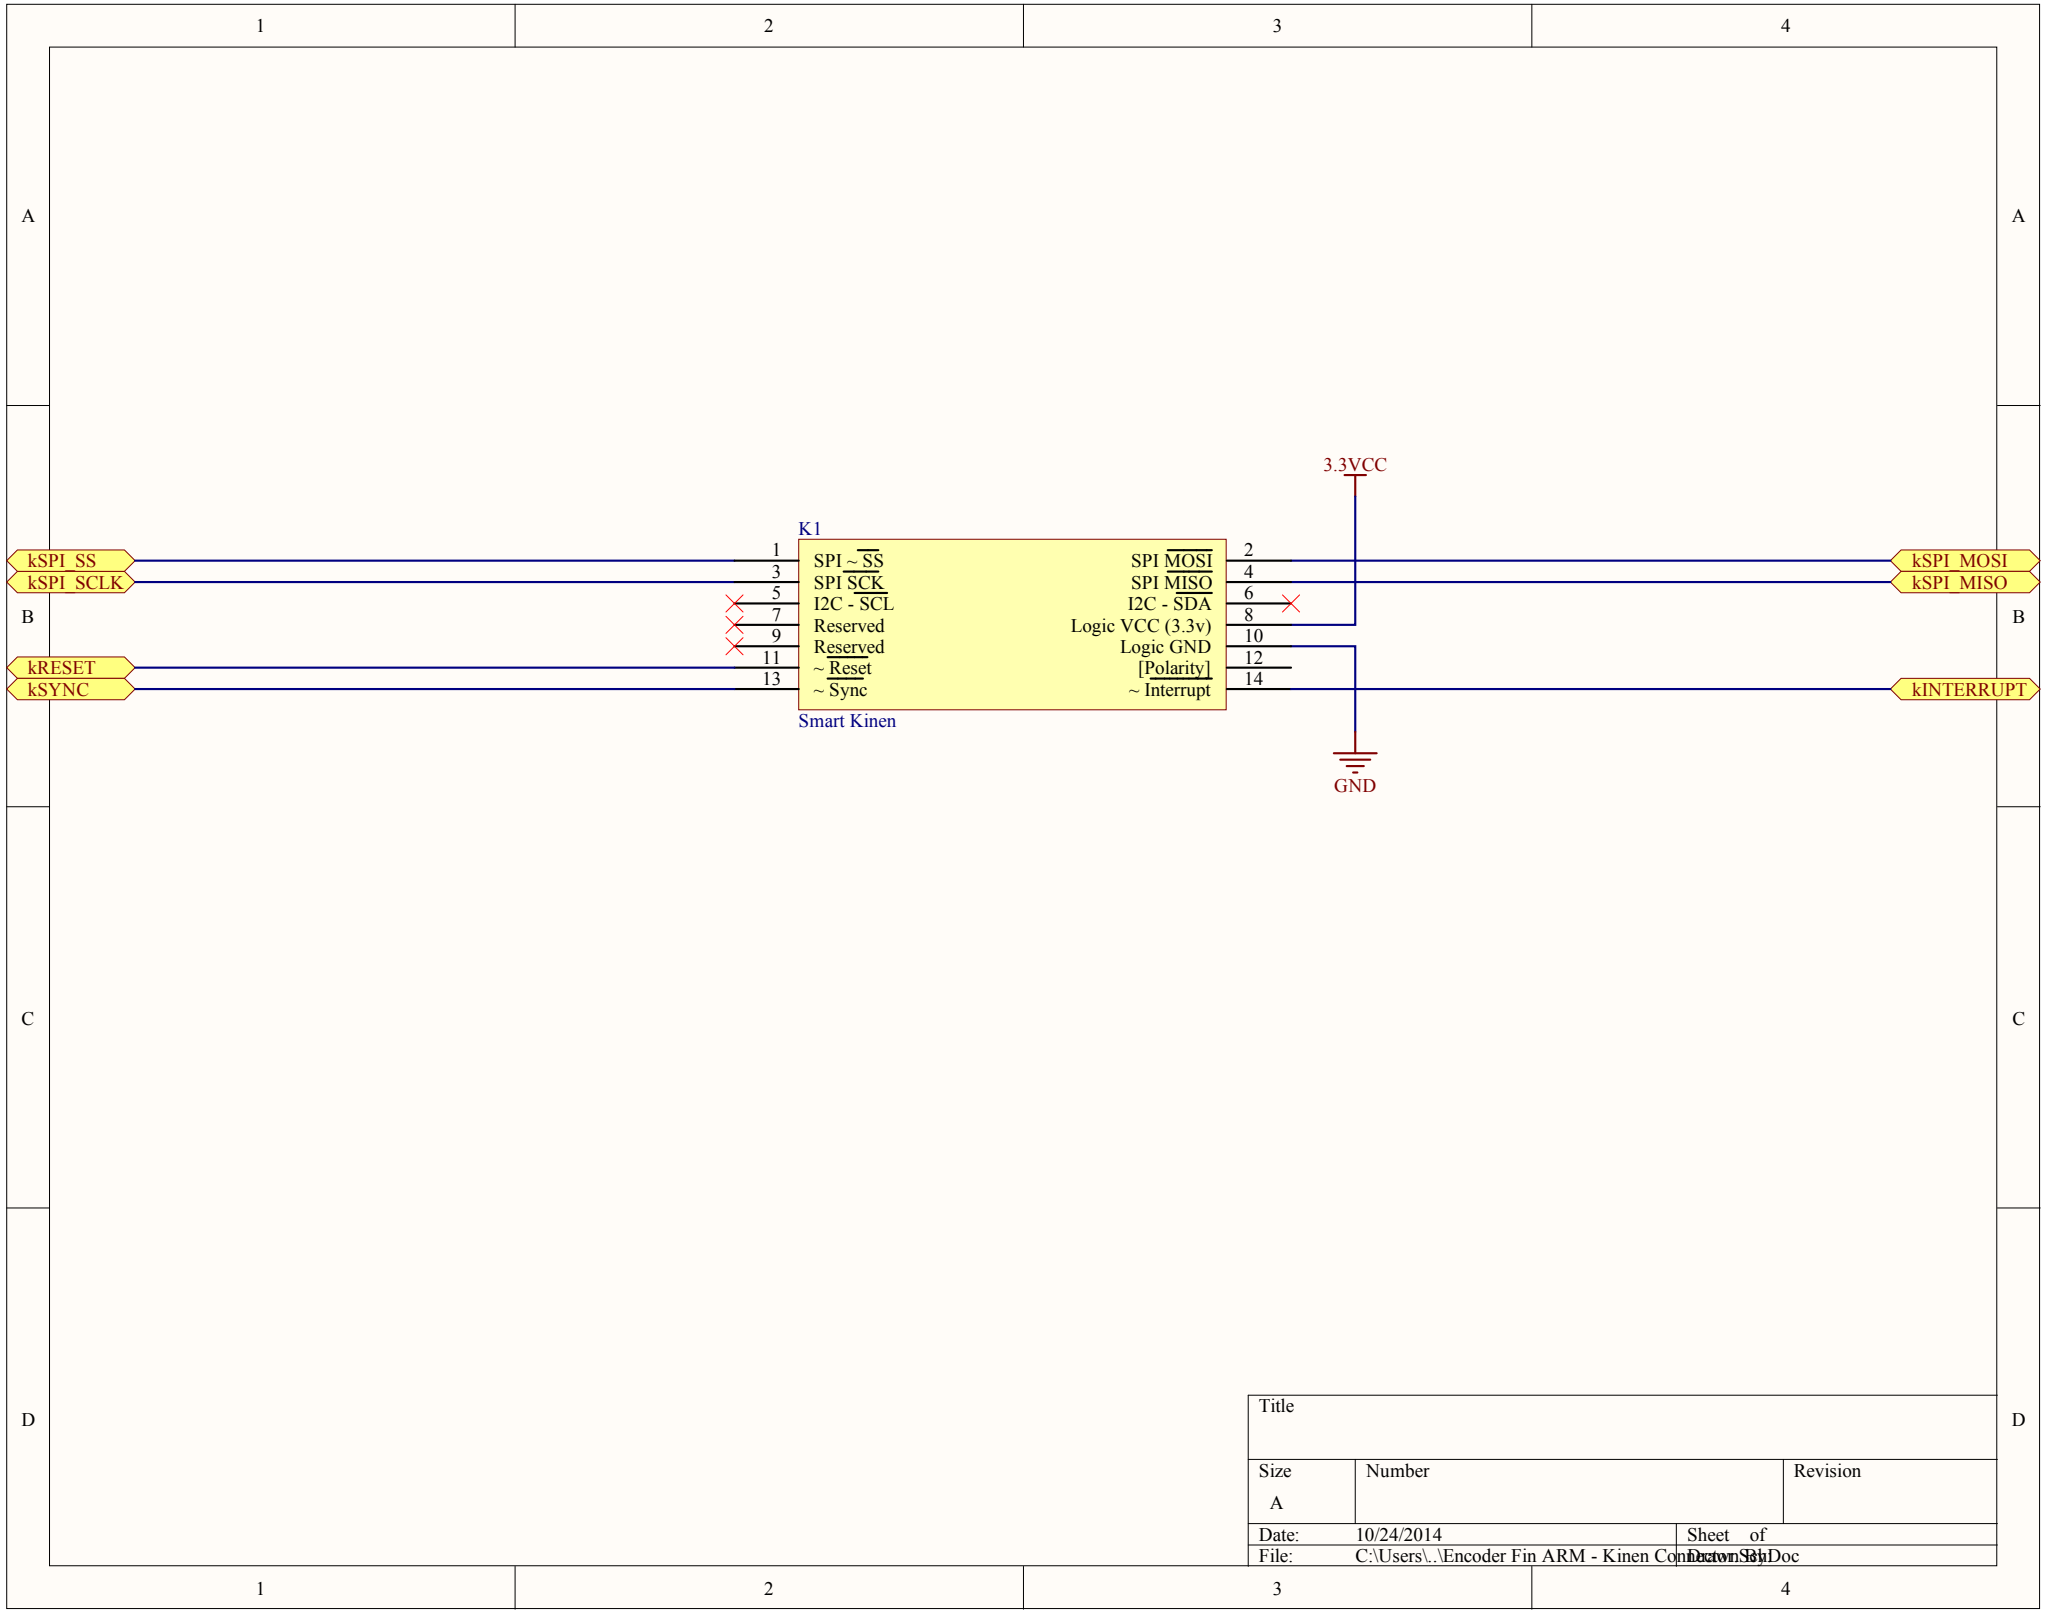 1 2 3 4
A A
3.3VCC
K1
kSPI_SS 1 SPI ~ SS SPI MOSI 2 kSPI_MOSI
kSPI_SCLK 3 SPI SCK SPI MISO 4 kSPI_MISO
5 I2C - SCL I2C - SDA 6
B 7 Reserved Logic VCC (3.3v) 8 B
9 Reserved Logic GND 10
kRESET 11 ~ Reset [Polarity] 12
kSYNC 13 ~ Sync ~ Interrupt 14 kINTERRUPT
Smart Kinen
GND
C C
Title
D D
Size Number Revision
A
Date: 10/24/2014 Sheet of
File: C:\Users\..\Encoder Fin ARM - Kinen Connector.SchDoc Drawn By:
1 2 3 4